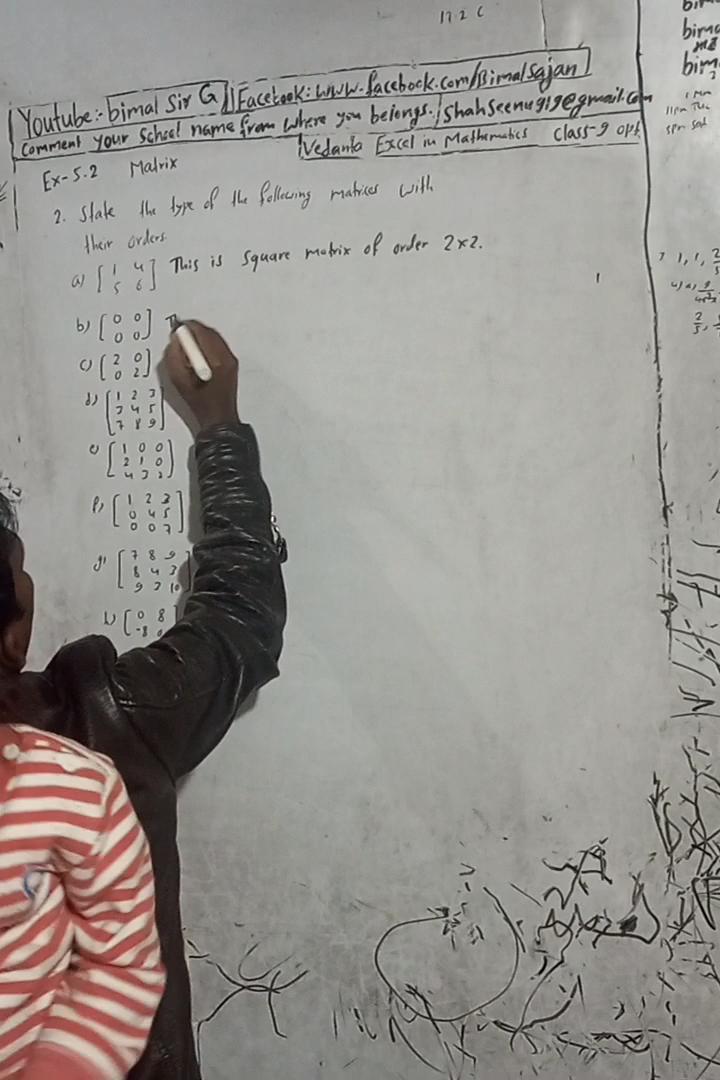 17.2 C
Youtube:- bimal Sir G || Facebook: www.facebook.com/Bimalsajan
Comment your School name from where you belongs. / ShahSeenu919@gmail.com
Vedanta Excel in Mathematics Class-9 opt
Ex-5.2 Matrix
2. State the type of the following matrices with
their orders.
a) [ 1 4
5 6 ] This is square matrix of order 2×2.
b) [ 0 0
0 0 ] T
c) [ 2 0
0 2 ]
d) [ 1 2 3
3 4 5
7 8 9 ]
e) [ 1 0 0
2 1 0
4 3 2 ]
f) [ 1 2 3
0 4 5
0 0 7 ]
g) [ 7 8 9
8 4 3
9 3 10
h) [ 0 8
-8
bima
bim